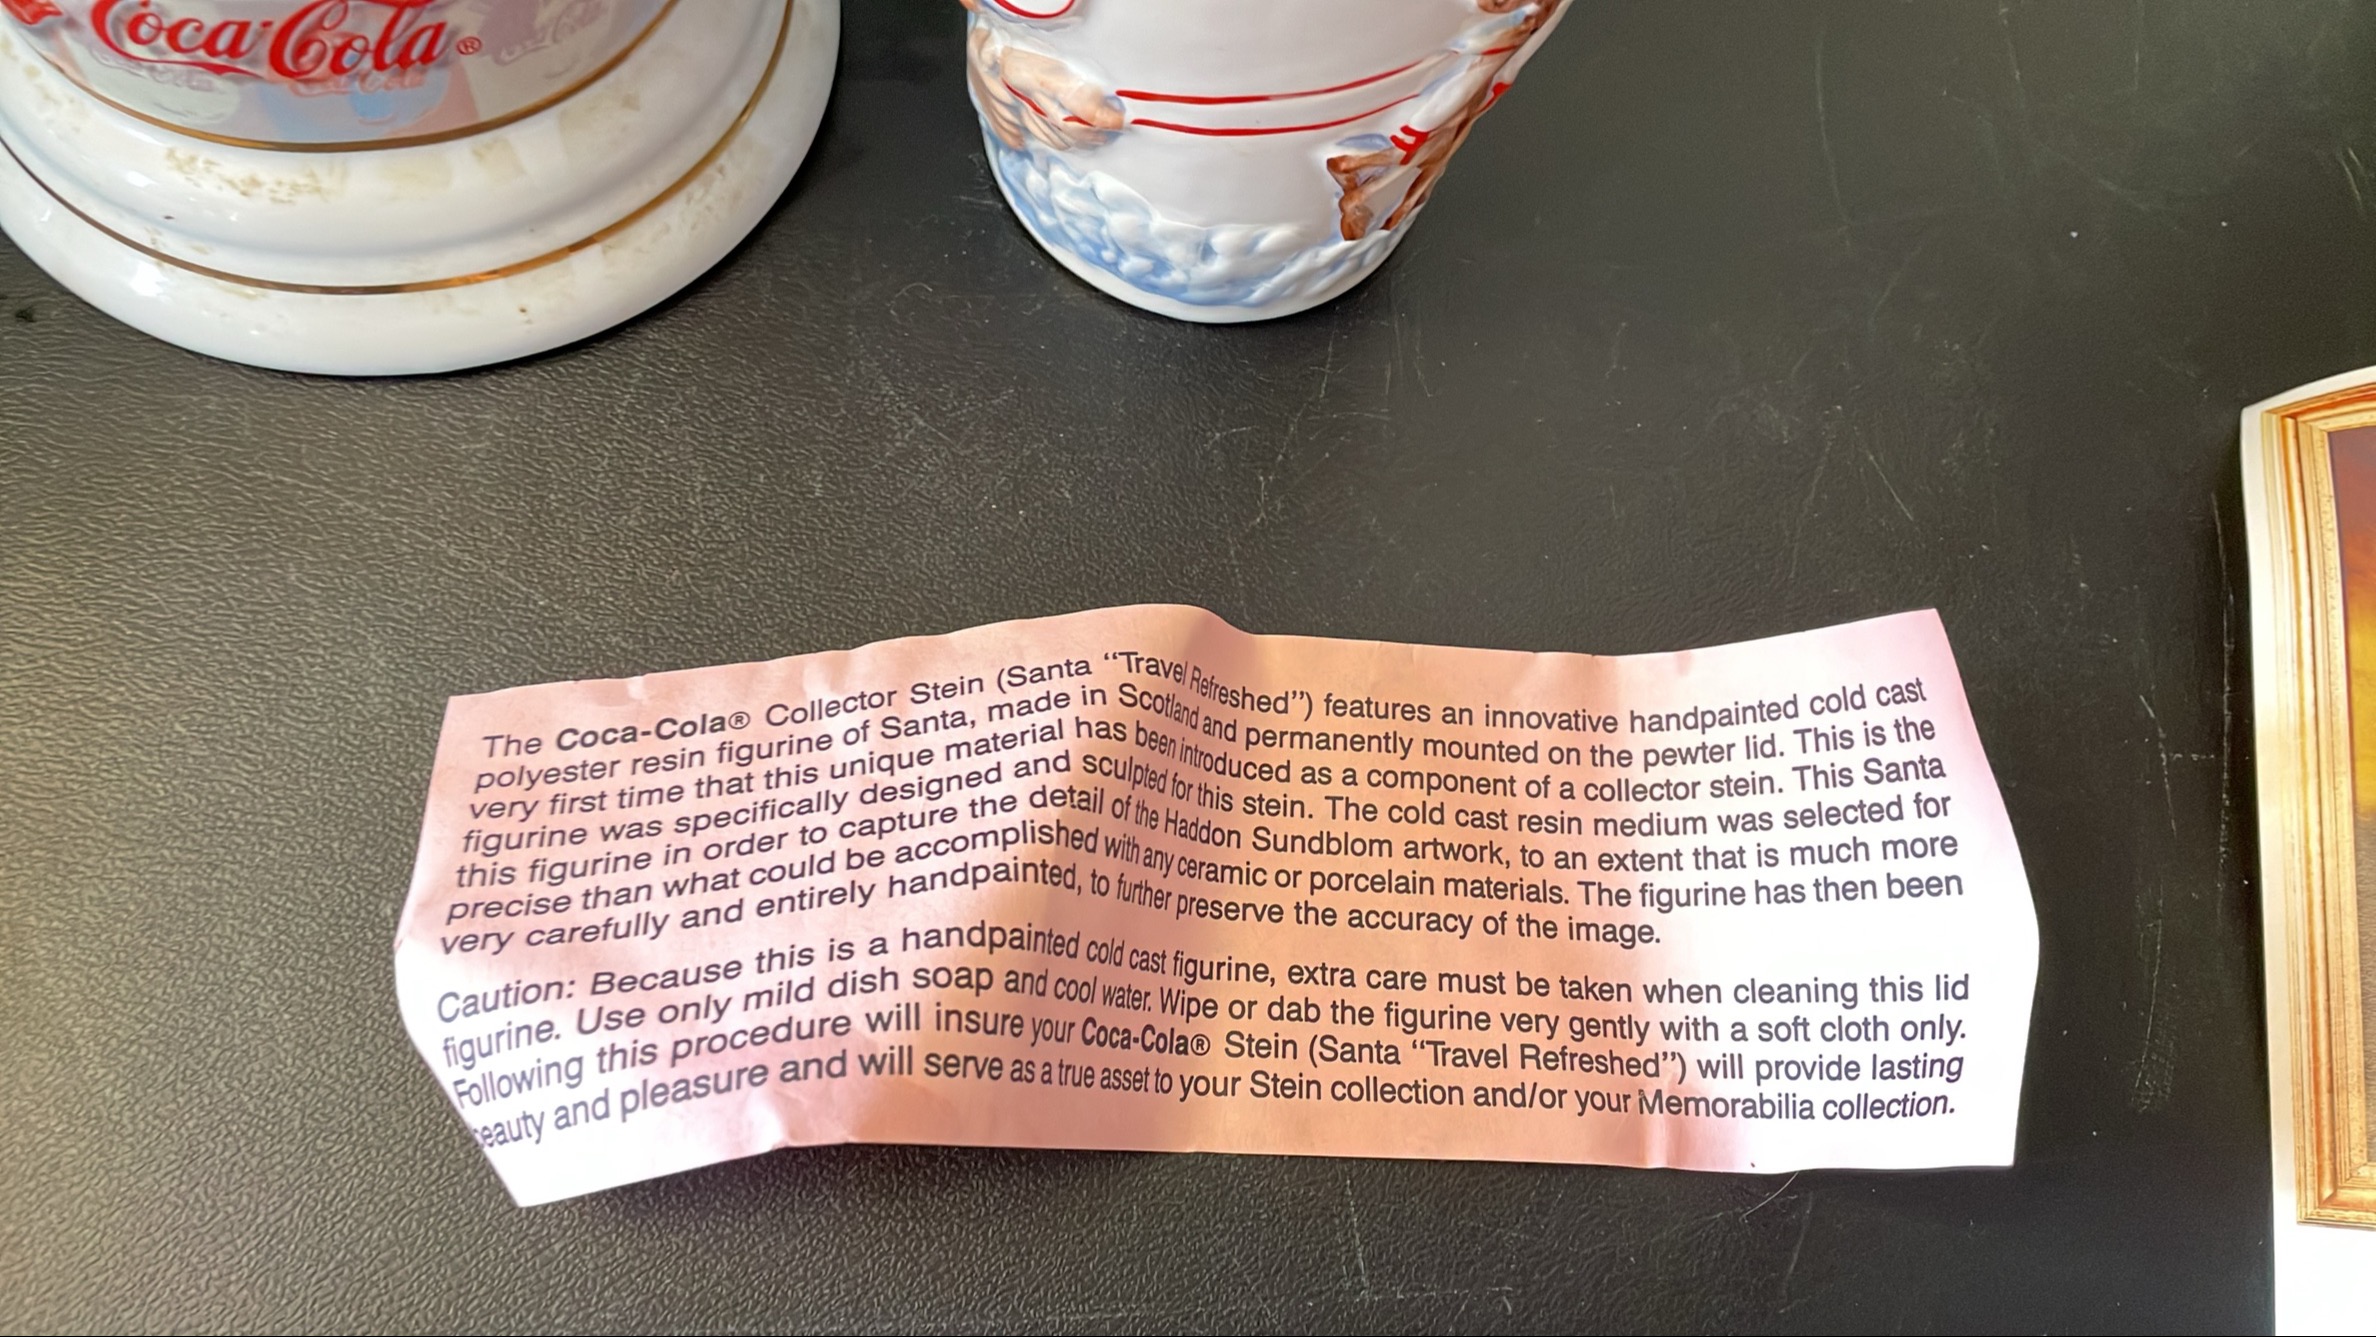 Coca-Cola®
The Coca-Cola® Collector Stein (Santa “Travel Refreshed”) features an innovative handpainted cold cast
polyester resin figurine of Santa, made in Scotland and permanently mounted on the pewter lid. This is the
very first time that this unique material has been introduced as a component of a collector stein. This Santa
figurine was specifically designed and sculpted for this stein. The cold cast resin medium was selected for
this figurine in order to capture the detail of the Haddon Sundblom artwork, to an extent that is much more
precise than what could be accomplished with any ceramic or porcelain materials. The figurine has then been
very carefully and entirely handpainted, to further preserve the accuracy of the image.
Caution: Because this is a handpainted cold cast figurine, extra care must be taken when cleaning this lid
figurine. Use only mild dish soap and cool water. Wipe or dab the figurine very gently with a soft cloth only.
Following this procedure will insure your Coca-Cola® Stein (Santa “Travel Refreshed”) will provide lasting
eauty and pleasure and will serve as a true asset to your Stein collection and/or your Memorabilia collection.